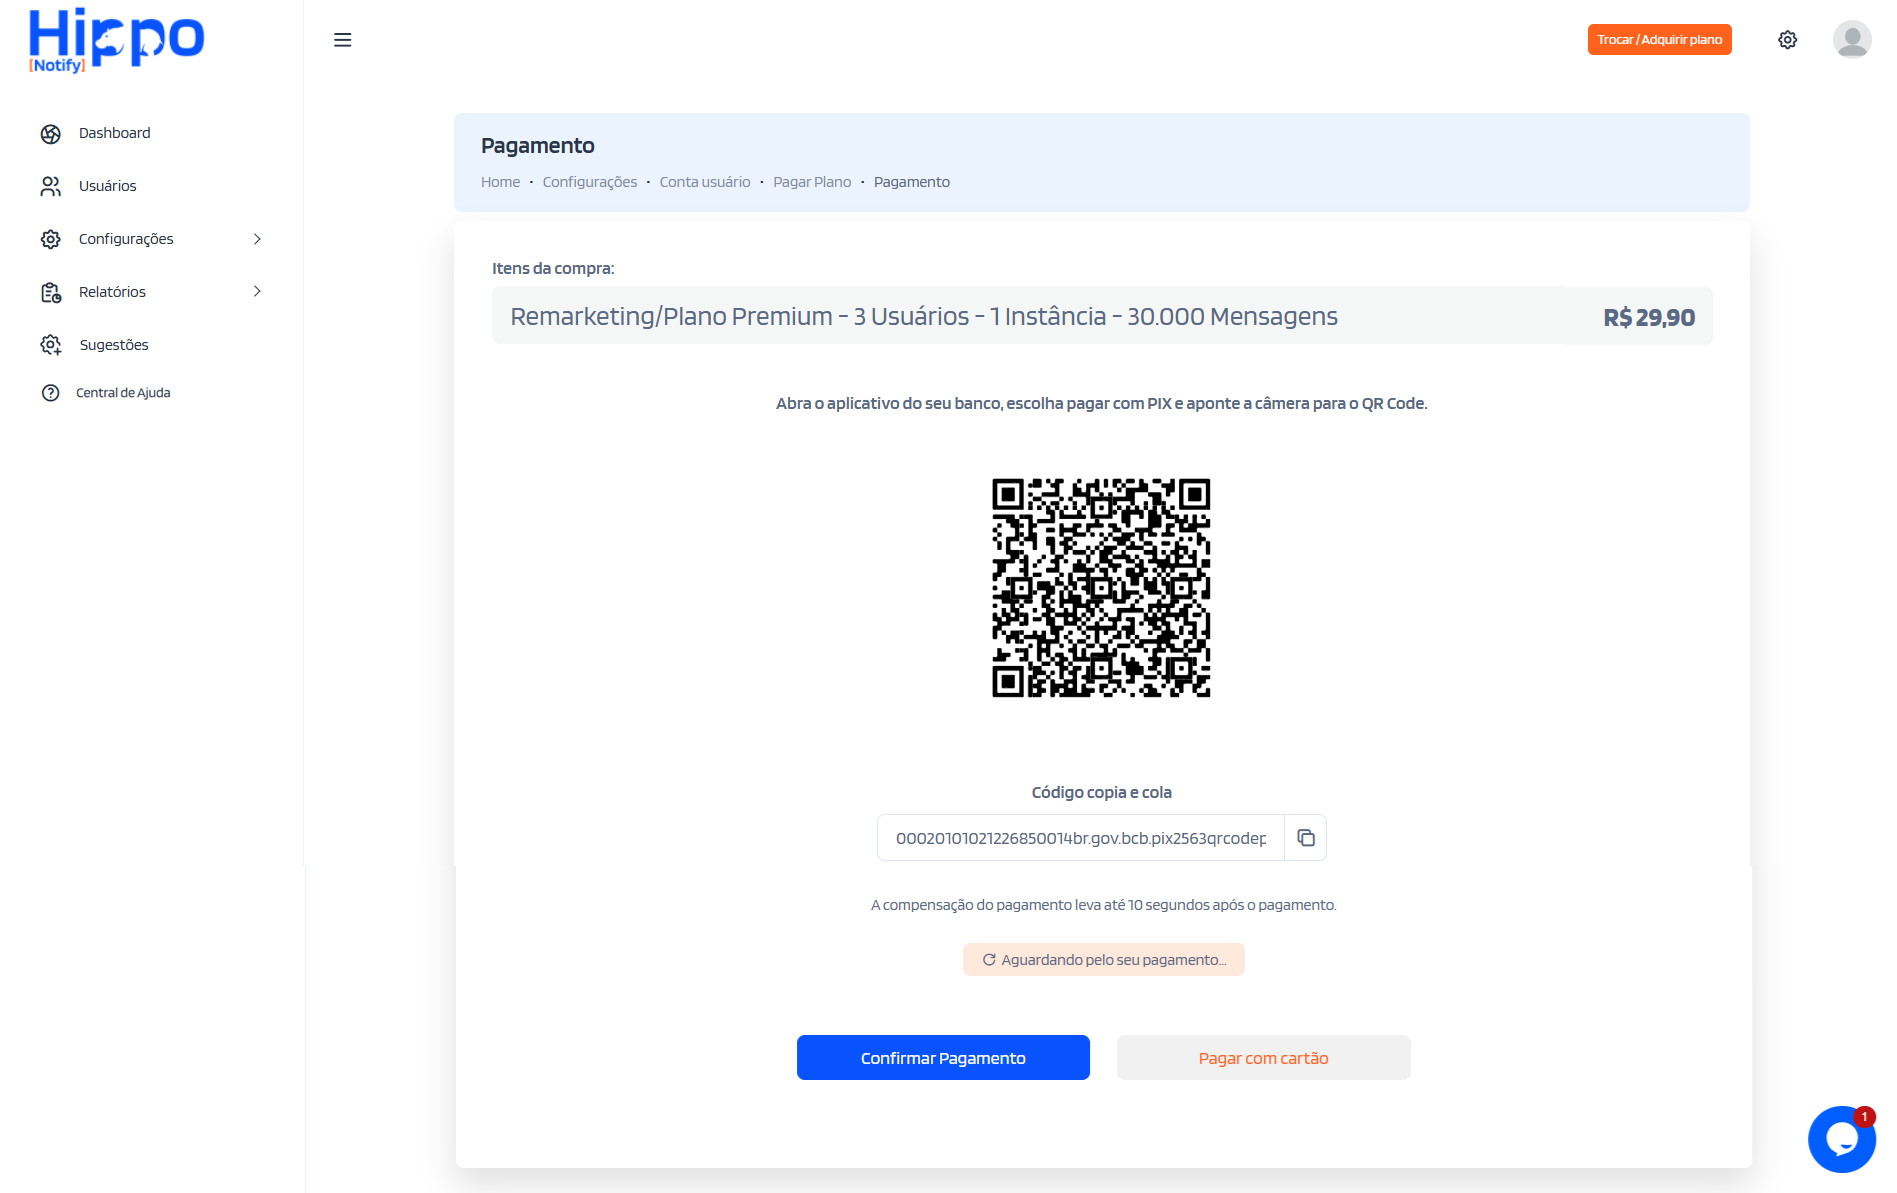 Hippo
[Notify]
Trocar / Adquirir plano
Dashboard
Usuários
Configurações
Relatórios
Sugestões
Central de Ajuda
Pagamento
Home • Configurações • Conta usuário • Pagar Plano • Pagamento
Itens da compra:
Remarketing/Plano Premium - 3 Usuários - 1 Instância - 30.000 Mensagens R$ 29,90
Abra o aplicativo do seu banco, escolha pagar com PIX e aponte a câmera para o QR Code.
Código copia e cola
00020101021226850014br.gov.bcb.pix2563qrcodep
A compensação do pagamento leva até 10 segundos após o pagamento.
Aguardando pelo seu pagamento...
Confirmar Pagamento
Pagar com cartão
1